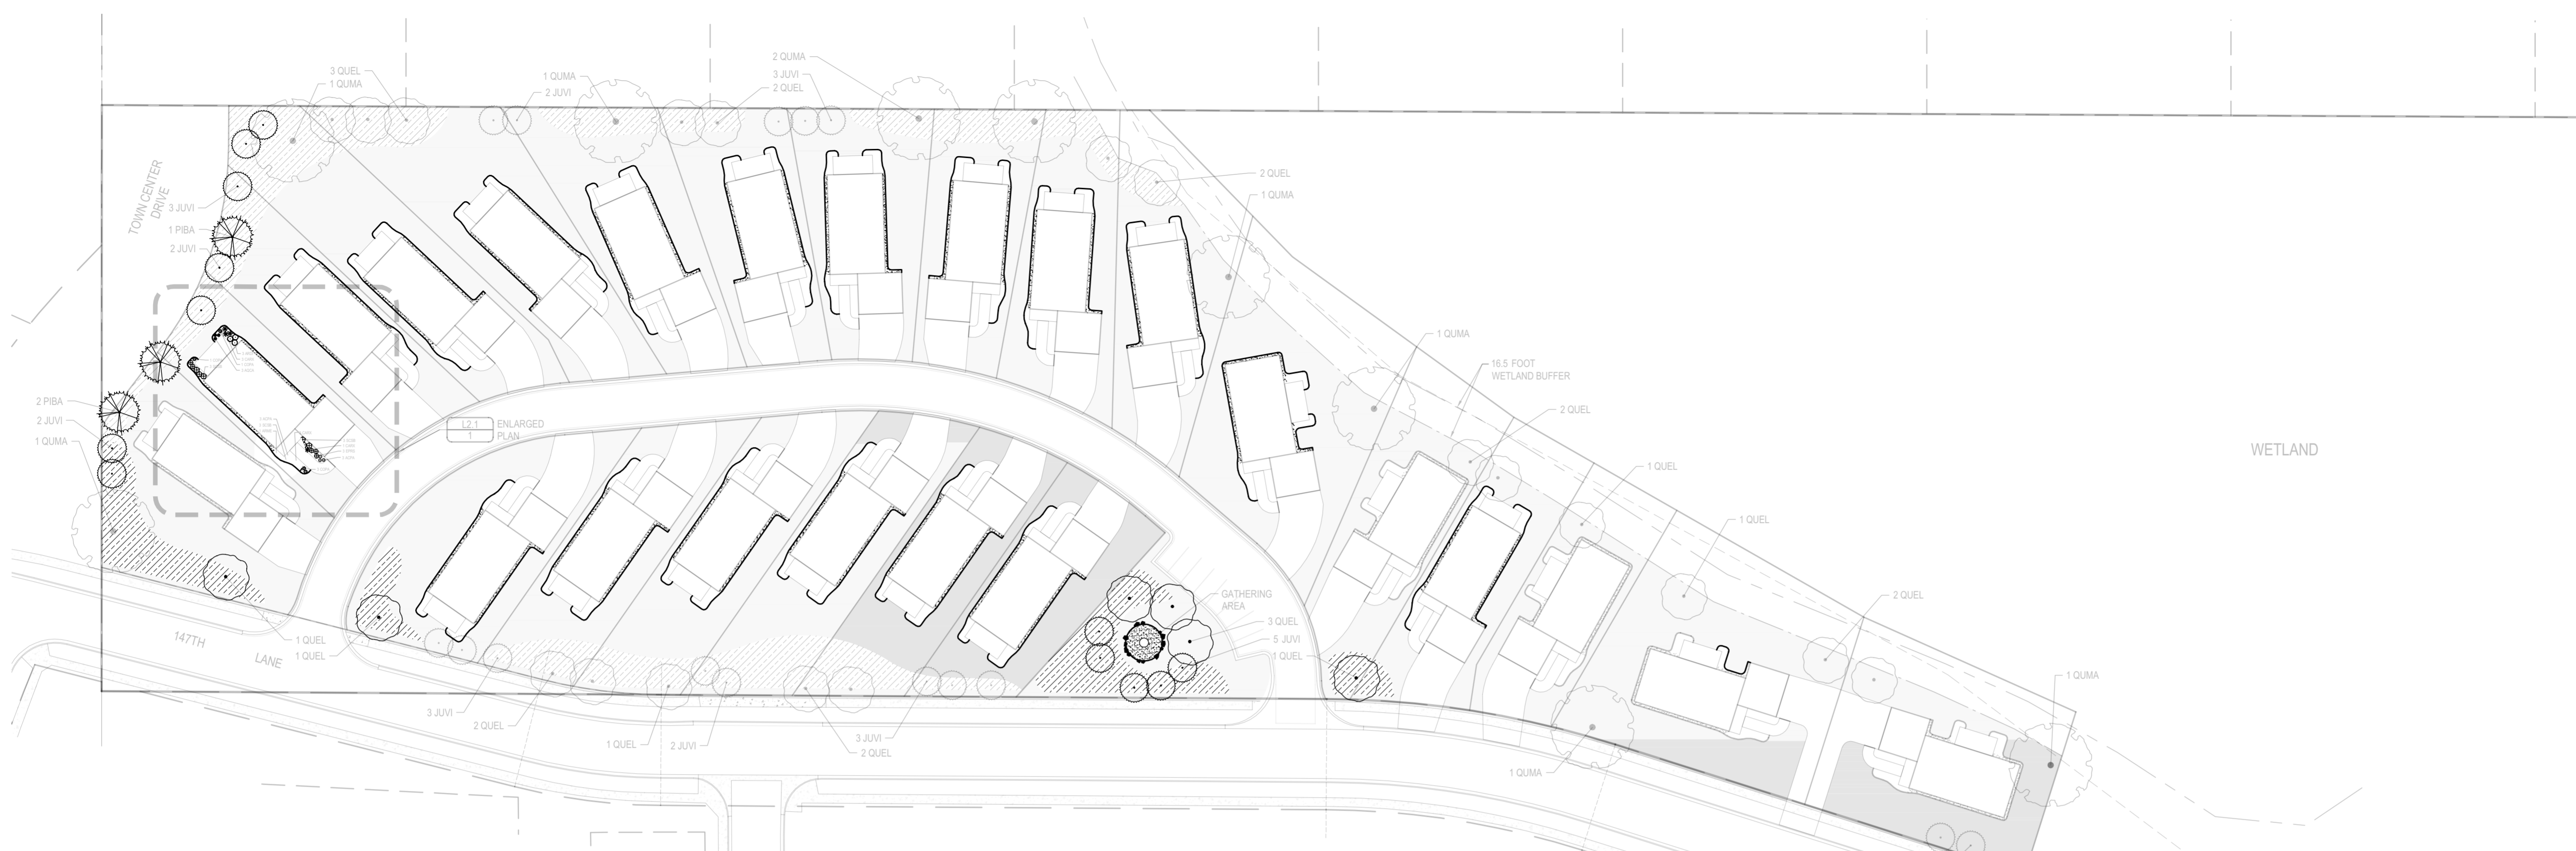 2 QUMA
3 QUEL
3 JUVI
1 QUMA
1 QUMA
2 JUVI
2 QUEL
TOWN CENTER
DRIVE
2 QUEL
1 QUMA
3 JUVI
1 PIBA
2 JUVI
1 QUMA
16.5 FOOT
WETLAND BUFFER
2 PIBA
2 JUVI
1 QUMA
L2.1
1
ENLARGED
PLAN
2 QUEL
WETLAND
1 QUEL
1 QUEL
GATHERING
AREA
2 QUEL
3 QUEL
5 JUVI
1 QUEL
147TH
LANE
1 QUEL
1 QUEL
1 QUMA
3 JUVI
2 QUEL
1 QUEL
2 JUVI
3 JUVI
2 QUEL
1 QUMA